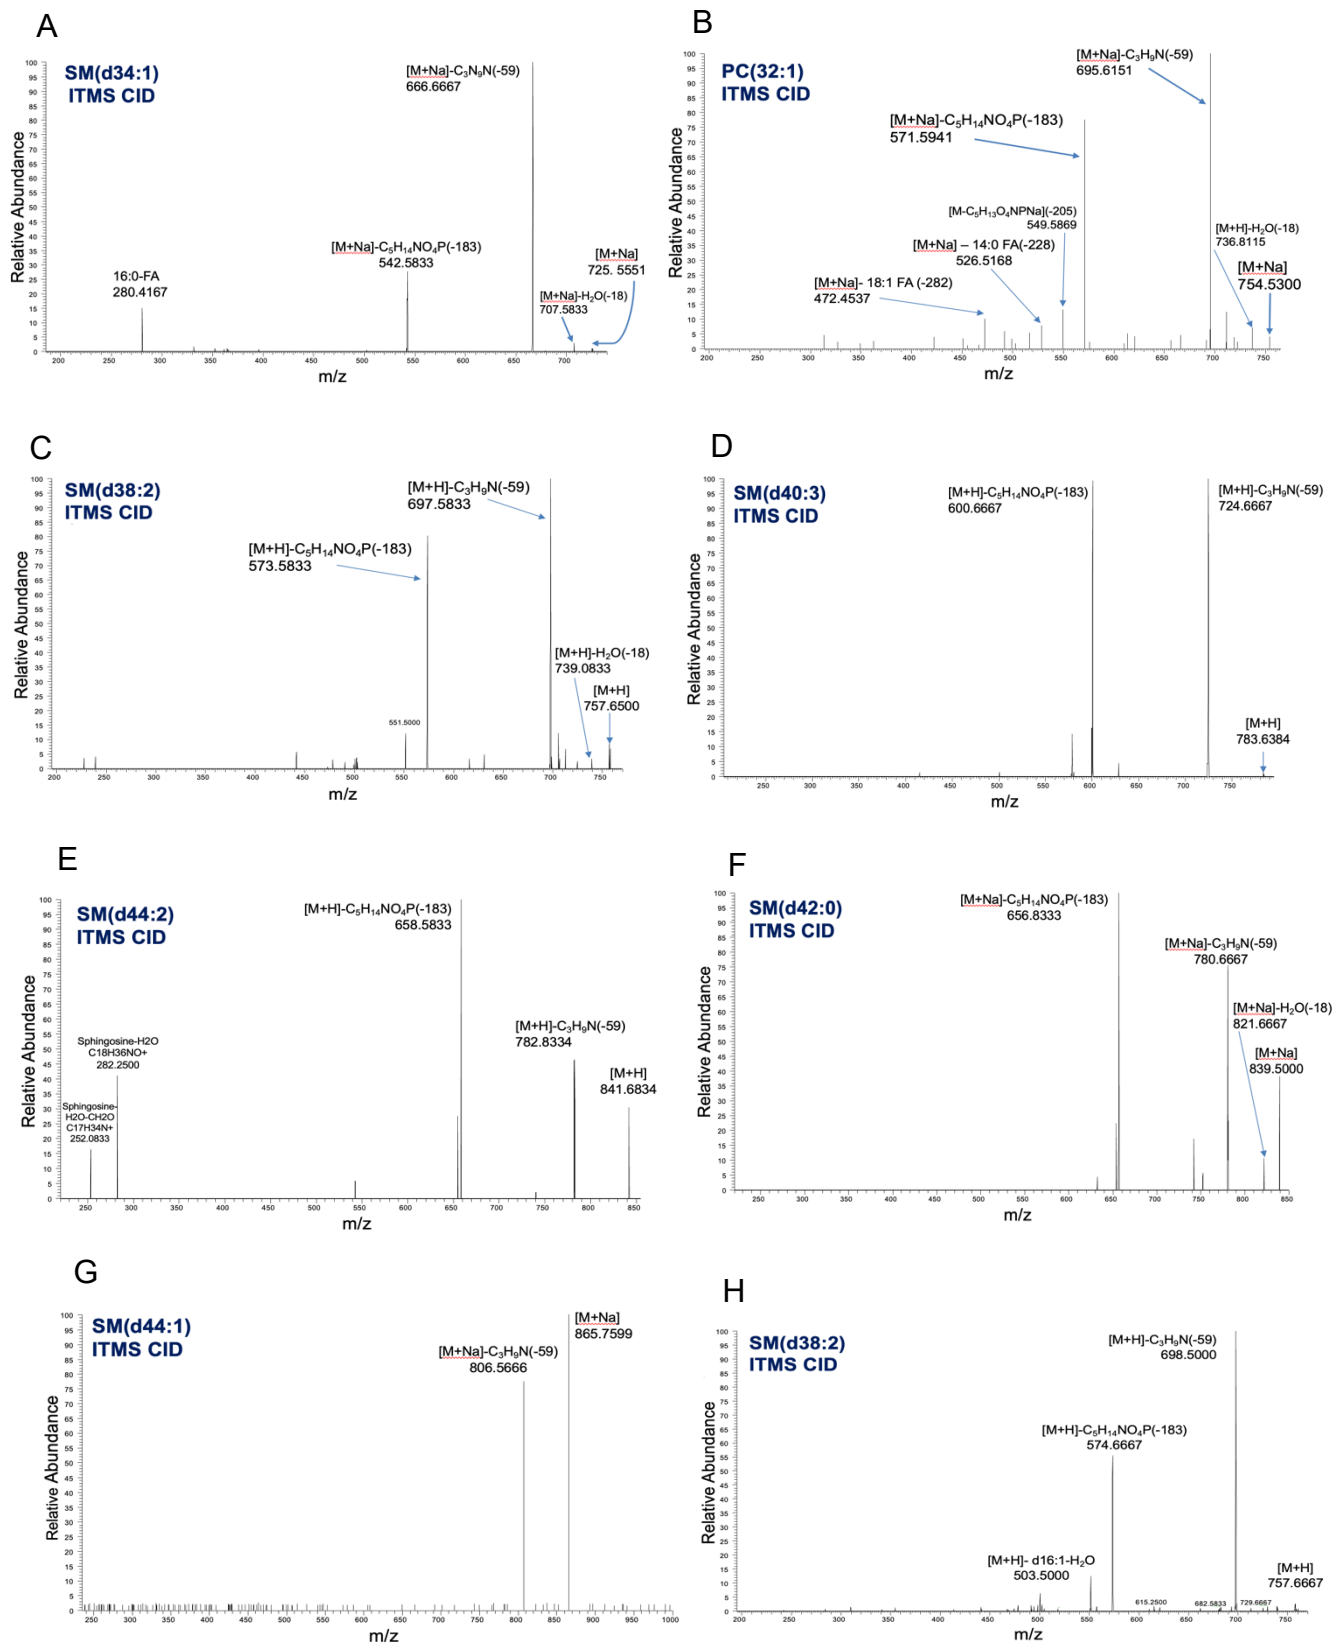 A
SM(d34:1)
ITMS CID
[M+Na]-C₃N₉N(-59)
666.6667
[M+Na]-C₅H₁₄NO₄P(-183)
542.5833
16:0-FA
280.4167
[M+Na]
725. 5551
[M+Na]-H₂O(-18)
707.5833
Relative Abundance
m/z
B
PC(32:1)
ITMS CID
[M+Na]-C₃H₉N(-59)
695.6151
[M+Na]-C₅H₁₄NO₄P(-183)
571.5941
[M-C₅H₁₃O₄NPNa](-205)
549.5869
[M+Na] – 14:0 FA(-228)
526.5168
[M+Na]- 18:1 FA (-282)
472.4537
[M+H]-H₂O(-18)
736.8115
[M+Na]
754.5300
Relative Abundance
m/z
C
SM(d38:2)
ITMS CID
[M+H]-C₃H₉N(-59)
697.5833
[M+H]-C₅H₁₄NO₄P(-183)
573.5833
551.5000
[M+H]-H₂O(-18)
739.0833
[M+H]
757.6500
Relative Abundance
m/z
D
SM(d40:3)
ITMS CID
[M+H]-C₅H₁₄NO₄P(-183)
600.6667
[M+H]-C₃H₉N(-59)
724.6667
[M+H]
783.6384
Relative Abundance
m/z
E
SM(d44:2)
ITMS CID
[M+H]-C₅H₁₄NO₄P(-183)
658.5833
[M+H]-C₃H₉N(-59)
782.8334
[M+H]
841.6834
Sphingosine-H2O
C18H36NO+
282.2500
Sphingosine-
H2O-CH2O
C17H34N+
252.0833
Relative Abundance
m/z
F
SM(d42:0)
ITMS CID
[M+Na]-C₅H₁₄NO₄P(-183)
656.8333
[M+Na]-C₃H₉N(-59)
780.6667
[M+Na]-H₂O(-18)
821.6667
[M+Na]
839.5000
Relative Abundance
m/z
G
SM(d44:1)
ITMS CID
[M+Na]
865.7599
[M+Na]-C₃H₉N(-59)
806.5666
Relative Abundance
m/z
H
SM(d38:2)
ITMS CID
[M+H]-C₃H₉N(-59)
698.5000
[M+H]-C₅H₁₄NO₄P(-183)
574.6667
[M+H]- d16:1-H₂O
503.5000
615.2500
682.5833
729.6667
[M+H]
757.6667
Relative Abundance
m/z